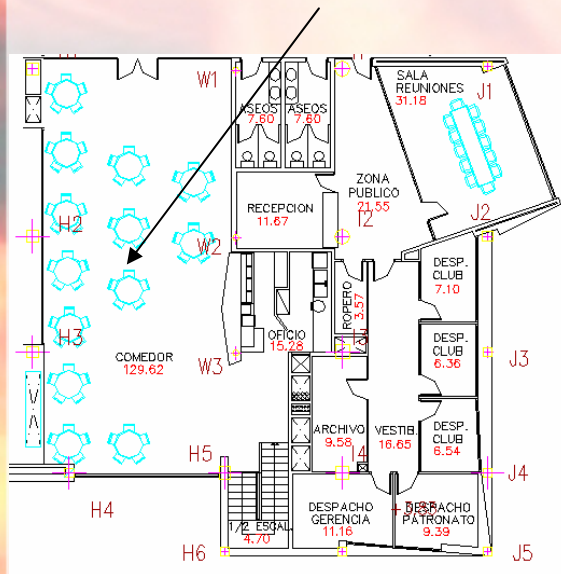 W1
ASEOS
7.60
ASEOS
7.60
SALA
REUNIONES
31.18
J1
ZONA
PUBLICO
21.55
RECEPCION
11.67
H2
W2
I2
J2
DESP.
CLUB
7.10
ROPERO
3.57
OFICIO
15.28
H3
COMEDOR
129.62
W3
DESP.
CLUB
6.36
J3
ARCHIVO
9.58
VESTIB.
16.65
DESP.
CLUB
6.54
H5
I4
J4
H4
1/2 ESCAL.
4.70
DESPACHO
GERENCIA
11.16
DESPACHO
PATRONATO
9.39
H6
J5